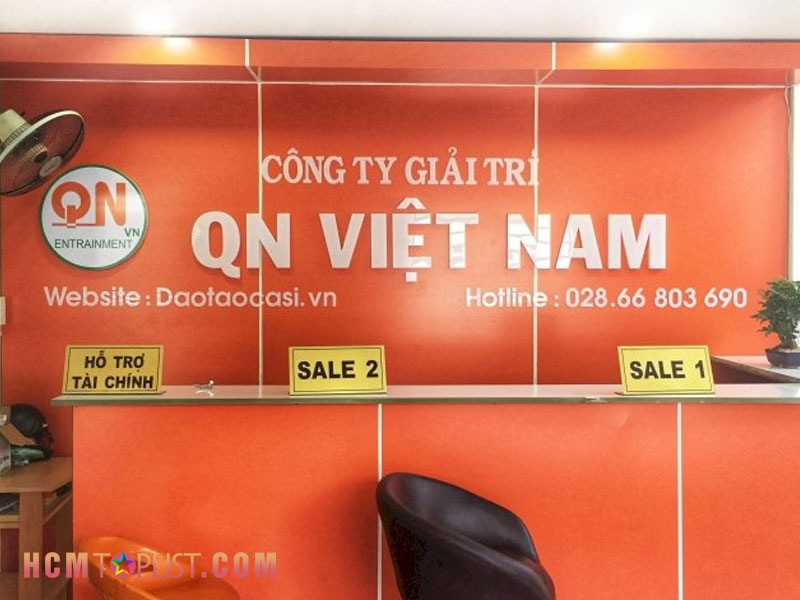 CÔNG TY GIẢI TRÍ
QN
VN
ENTRAINMENT
QN VIỆT NAM
Website : Daotaocasi.vn
Hotline : 028.66 803 690
HỖ TRỢ
TÀI CHÍNH
SALE 2
SALE 1
HCMTOPLIST.COM